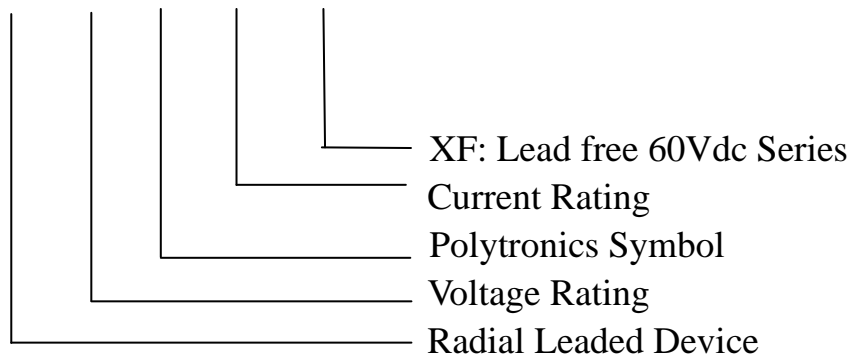 XF: Lead free 60Vdc Series
Current Rating
Polytronics Symbol
Voltage Rating
Radial Leaded Device